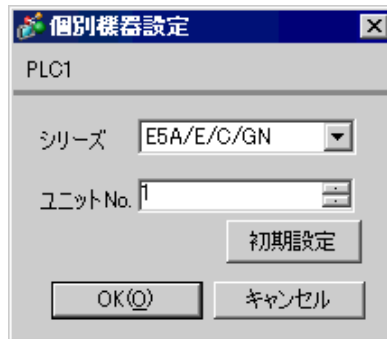 個別機器設定
PLC1
シリーズ E5A/E/C/GN
ユニットNo. 1
初期設定
OK(O) キャンセル